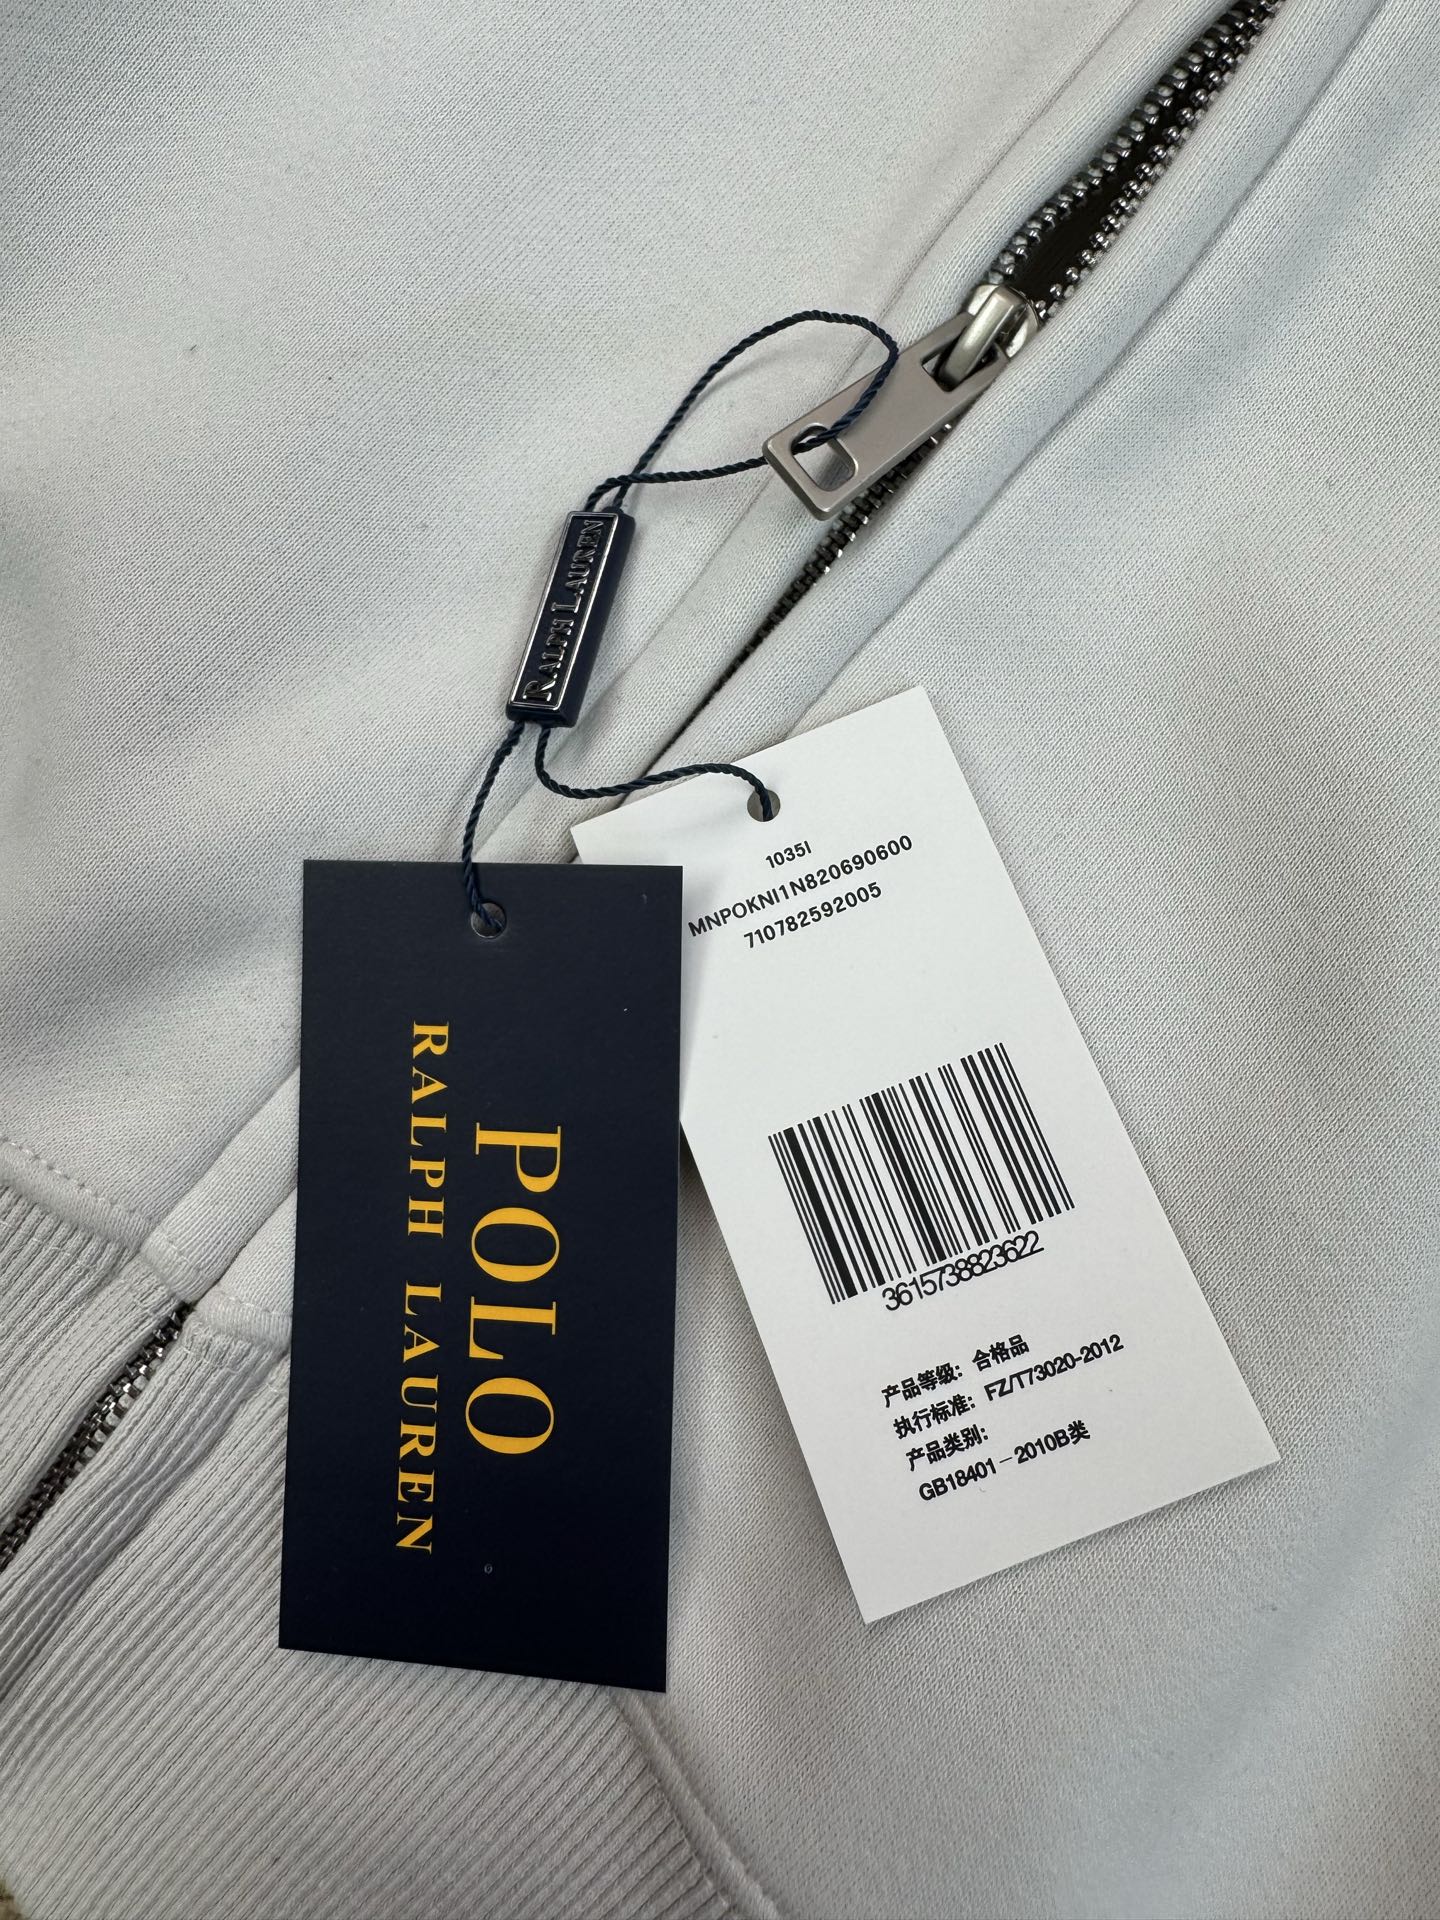 RALPH LAUREN
POLO
RALPH LAUREN
1035I
MNPOKNI1N820690600
710782592005
3615738823622
产品等级: 合格品
执行标准: FZ/T73020-2012
产品类别:
GB18401－2010B类